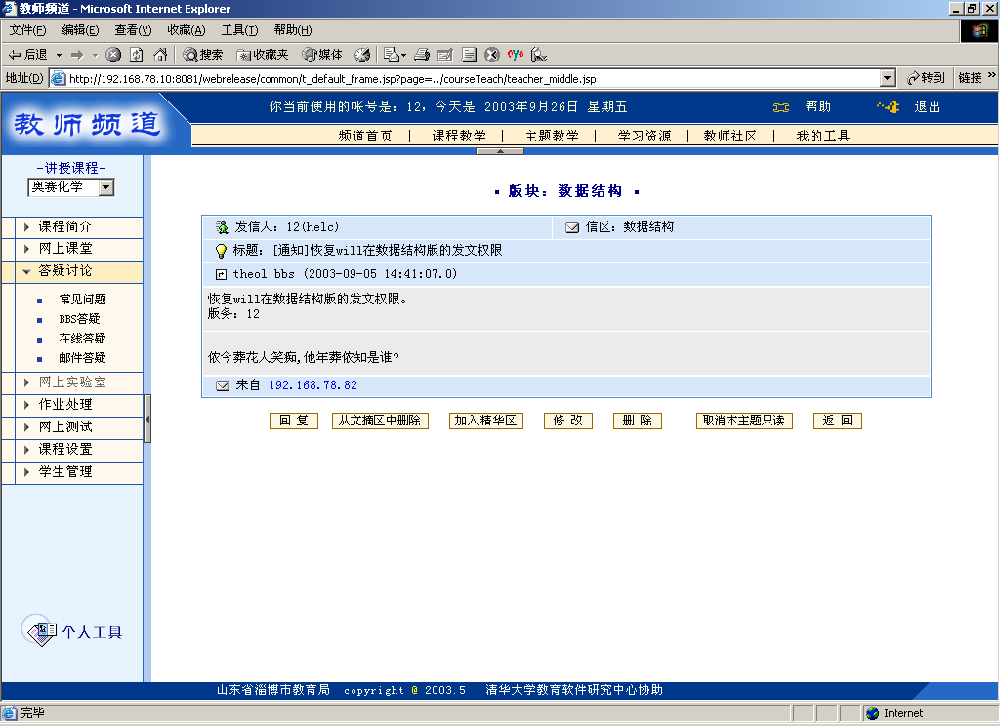 教师频道 - Microsoft Internet Explorer
文件(F) 编辑(E) 查看(V) 收藏(A) 工具(T) 帮助(H)
后退 搜索 收藏夹 媒体
地址(D) http://192.168.78.10:8081/webrelease/common/t_default_frame.jsp?page=../courseTeach/teacher_middle.jsp 转到 链接 »
教师频道
你当前使用的帐号是：12，今天是 2003年9月26日 星期五 帮助 退出
频道首页 | 课程教学 | 主题教学 | 学习资源 | 教师社区 | 我的工具
-讲授课程-
奥赛化学
课程简介
网上课堂
答疑讨论
常见问题
BBS答疑
在线答疑
邮件答疑
网上实验室
作业处理
网上测试
课程设置
学生管理
个人工具
▪ 版块：数据结构 ▪
发信人：12(helc) 信区：数据结构
标题：[通知]恢复will在数据结构版的发文权限
theol bbs (2003-09-05 14:41:07.0)
恢复will在数据结构版的发文权限。
版务：12
--------
侬今葬花人笑痴,他年葬侬知是谁?
来自 192.168.78.82
回 复 从文摘区中删除 加入精华区 修 改 删 除 取消本主题只读 返 回
山东省淄博市教育局 copyright @ 2003.5 清华大学教育软件研究中心协助
完毕 Internet